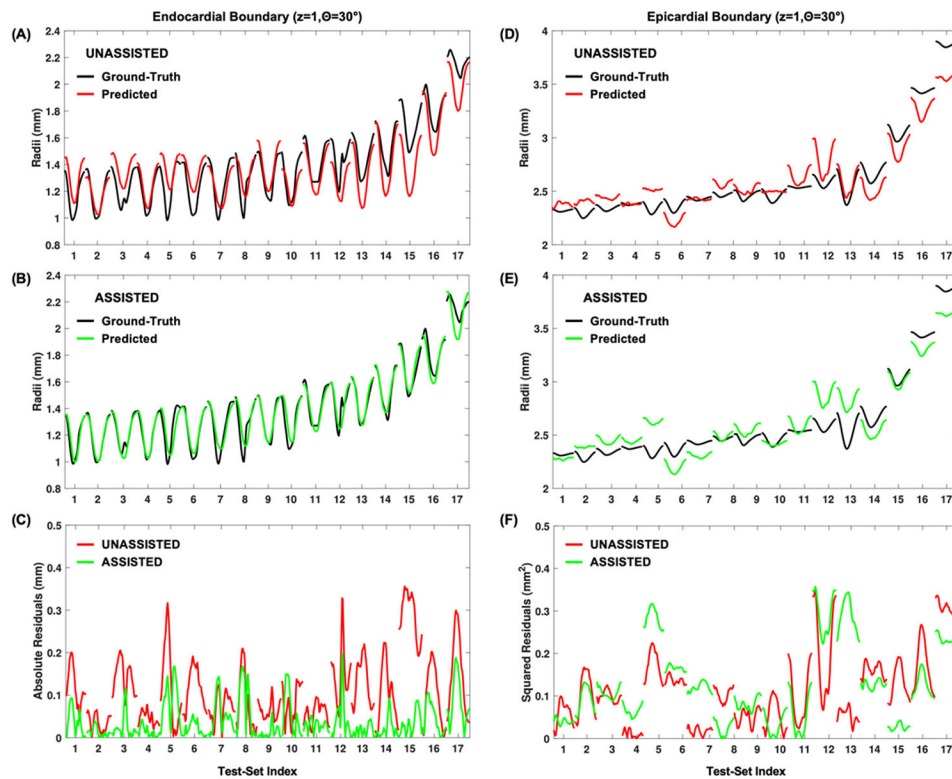 Endocardial Boundary (z=1,Θ=30°)
(A)
UNASSISTED
Ground-Truth
Predicted
Radii (mm)
2.4
2.2
2
1.8
1.6
1.4
1.2
1
0.8
1 2 3 4 5 6 7 8 9 10 11 12 13 14 15 16 17
(B)
ASSISTED
Ground-Truth
Predicted
Radii (mm)
2.4
2.2
2
1.8
1.6
1.4
1.2
1
0.8
1 2 3 4 5 6 7 8 9 10 11 12 13 14 15 16 17
(C)
UNASSISTED
ASSISTED
Absolute Residuals (mm)
0.5
0.4
0.3
0.2
0.1
0
1 2 3 4 5 6 7 8 9 10 11 12 13 14 15 16 17
Test-Set Index
Epicardial Boundary (z=1,Θ=30°)
(D)
UNASSISTED
Ground-Truth
Predicted
Radii (mm)
4
3.5
3
2.5
2
1 2 3 4 5 6 7 8 9 10 11 12 13 14 15 16 17
(E)
ASSISTED
Ground-Truth
Predicted
Radii (mm)
4
3.5
3
2.5
2
1 2 3 4 5 6 7 8 9 10 11 12 13 14 15 16 17
(F)
UNASSISTED
ASSISTED
Squared Residuals (mm²)
0.5
0.4
0.3
0.2
0.1
0
1 2 3 4 5 6 7 8 9 10 11 12 13 14 15 16 17
Test-Set Index